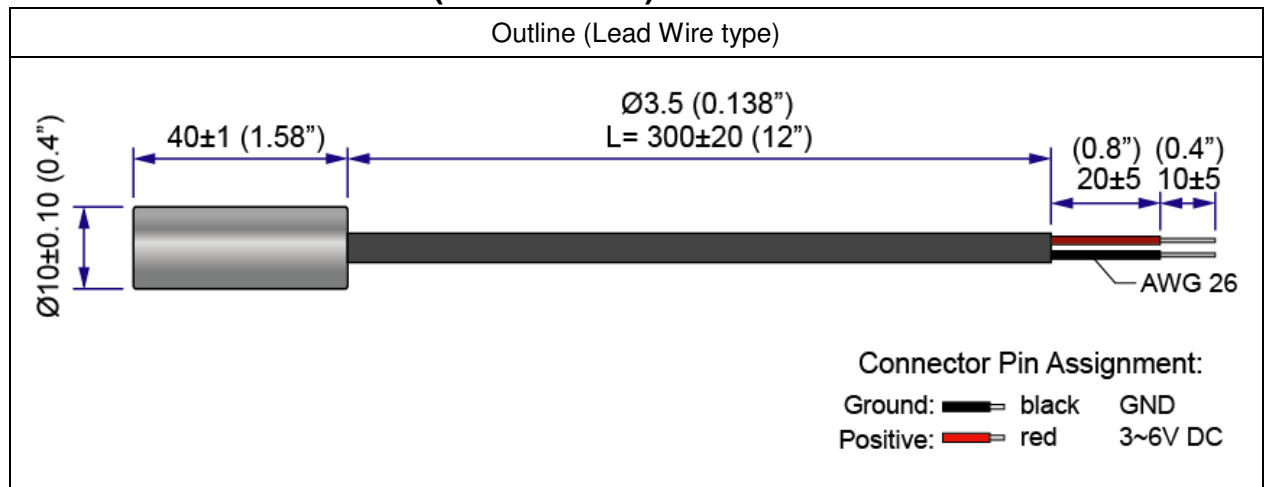 Outline (Lead Wire type)
Ø3.5 (0.138”)
40±1 (1.58”)
L= 300±20 (12”)
(0.8”) (0.4”)
20±5 10±5
Ø10±0.10 (0.4”)
AWG 26
Connector Pin Assignment:
Ground: black GND
Positive: red 3~6V DC